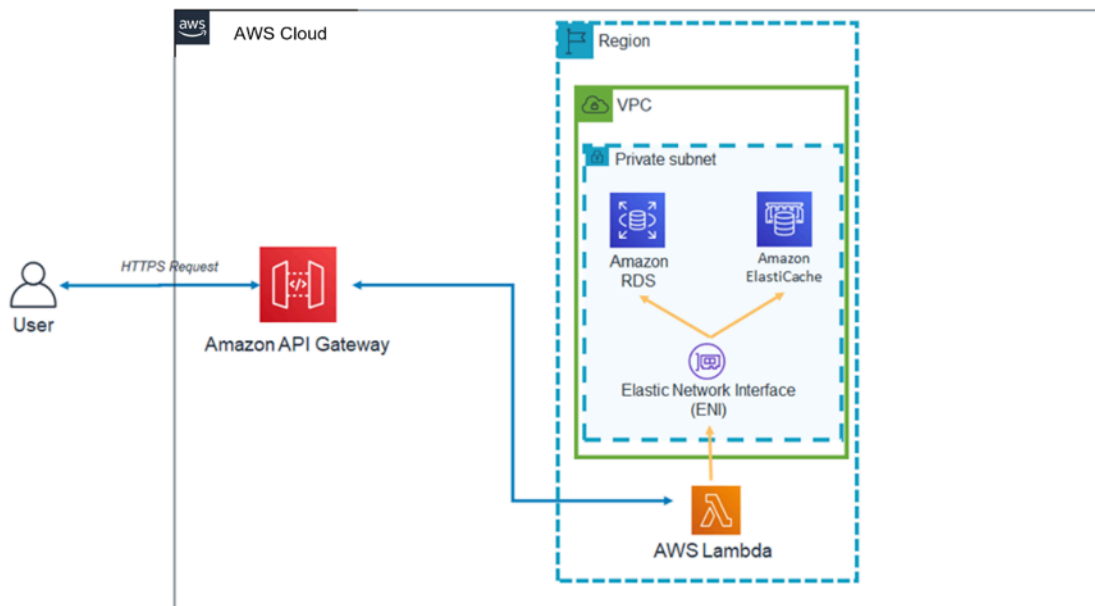 aws
AWS Cloud
Region
VPC
Private subnet
Amazon
RDS
Amazon
ElastiCache
HTTPS Request
User
Amazon API Gateway
Elastic Network Interface
(ENI)
AWS Lambda